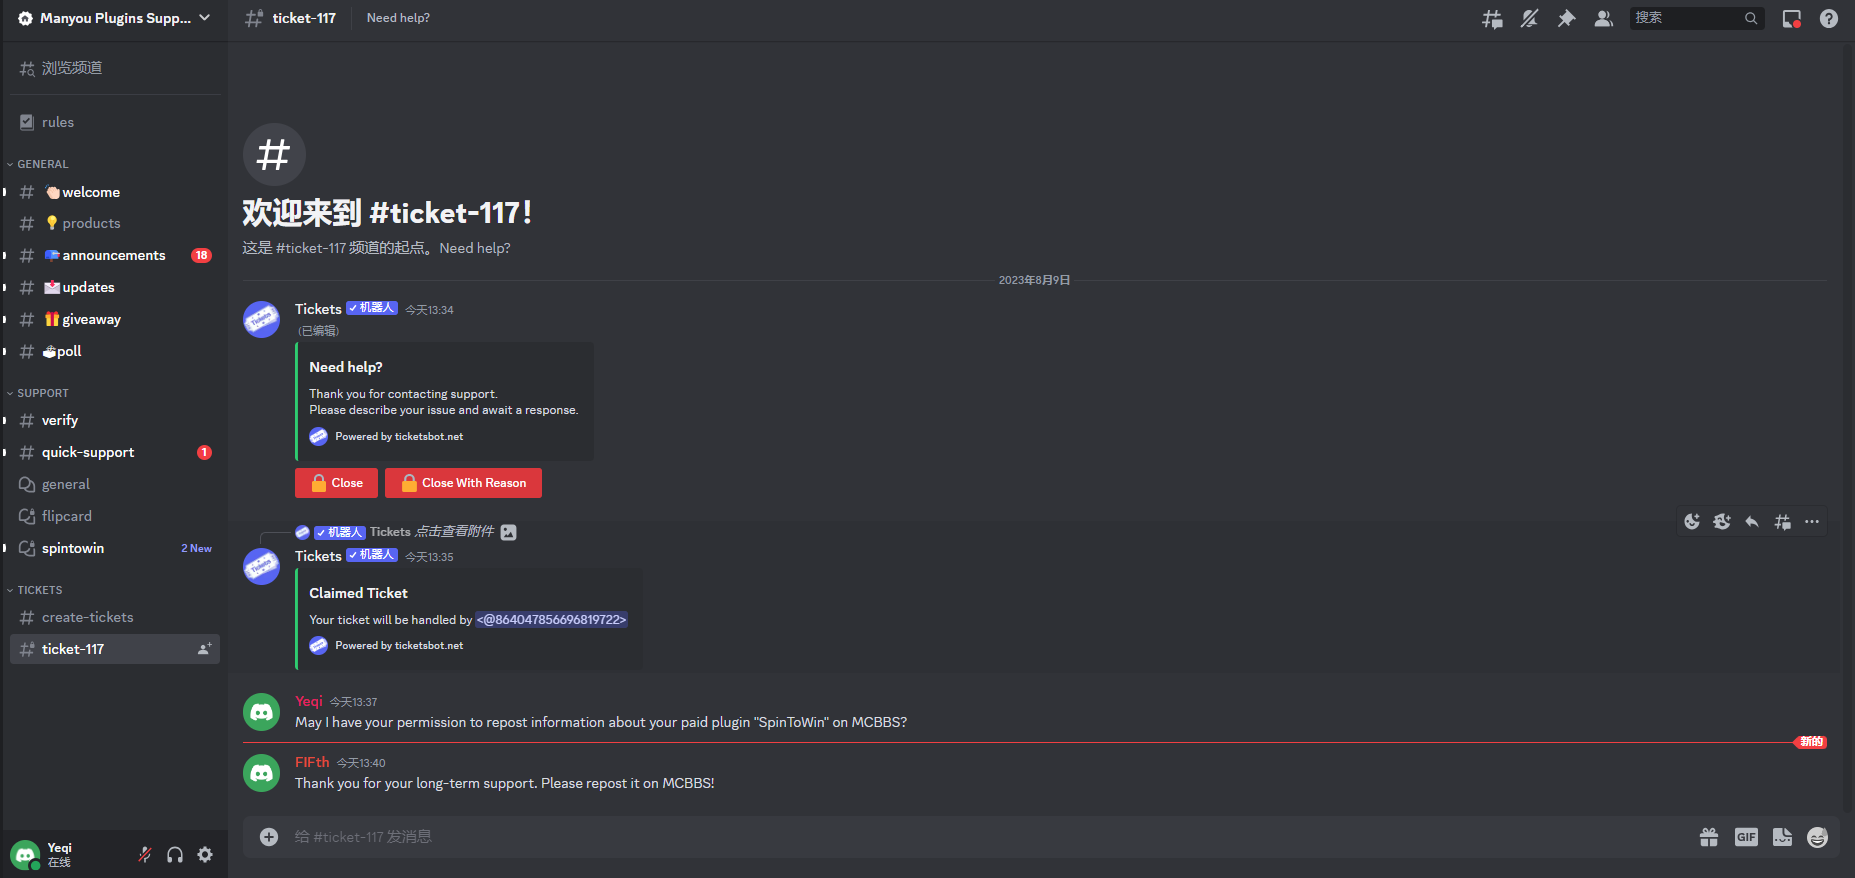 Manyou Plugins Supp...
ticket-117
Need help?
搜索
浏览频道
rules
GENERAL
welcome
products
announcements
18
updates
giveaway
poll
SUPPORT
verify
quick-support
1
general
flipcard
spintowin
2 New
TICKETS
create-tickets
ticket-117
Yeqi
在线
欢迎来到 #ticket-117！
这是 #ticket-117 频道的起点。Need help?
2023年8月9日
Tickets 机器人 今天13:34
(已编辑)
Need help?
Thank you for contacting support.
Please describe your issue and await a response.
Powered by ticketsbot.net
Close
Close With Reason
机器人 Tickets 点击查看附件
Tickets 机器人 今天13:35
Claimed Ticket
Your ticket will be handled by <@864047856696819722>
Powered by ticketsbot.net
Yeqi 今天13:37
May I have your permission to repost information about your paid plugin "SpinToWin" on MCBBS?
新的
FIFth 今天13:40
Thank you for your long-term support. Please repost it on MCBBS!
给 #ticket-117 发消息
GIF